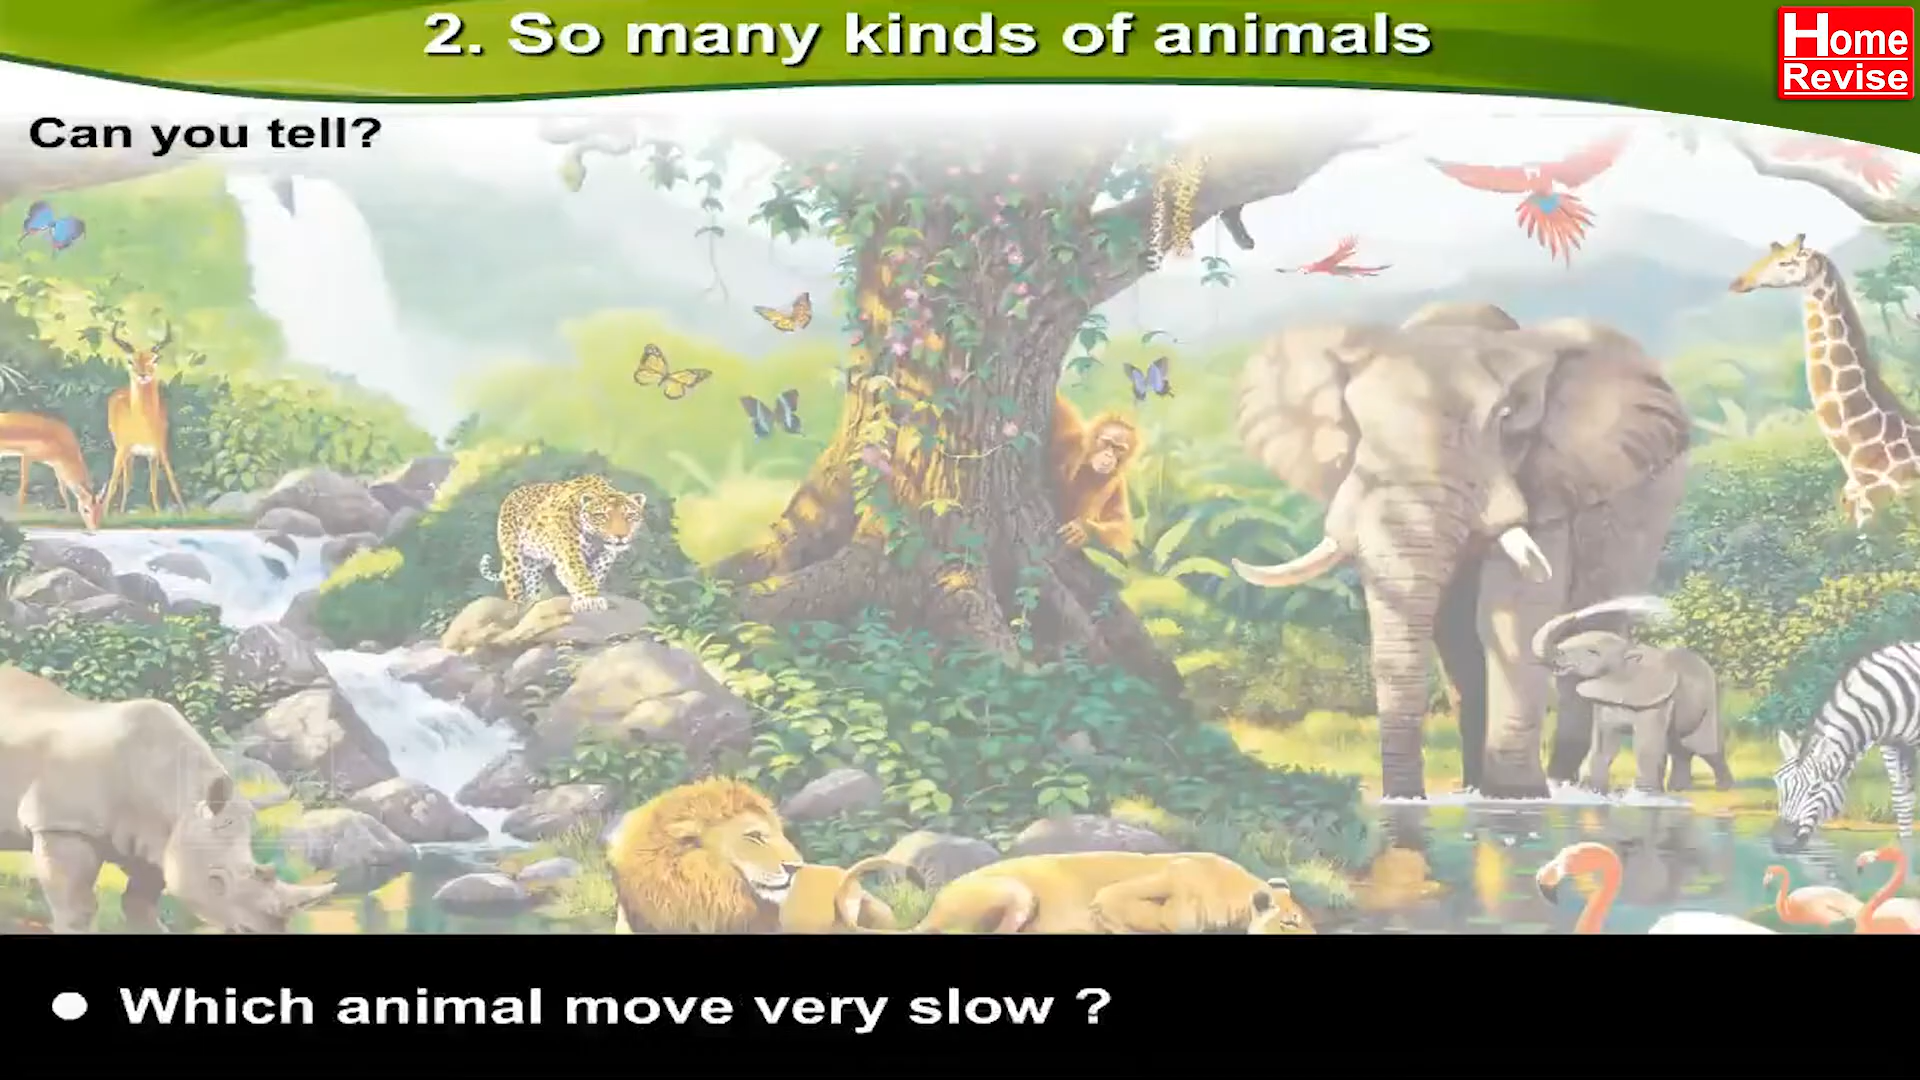 2. So many kinds of animals
Home
Revise
Can you tell?
● Which animal move very slow ?